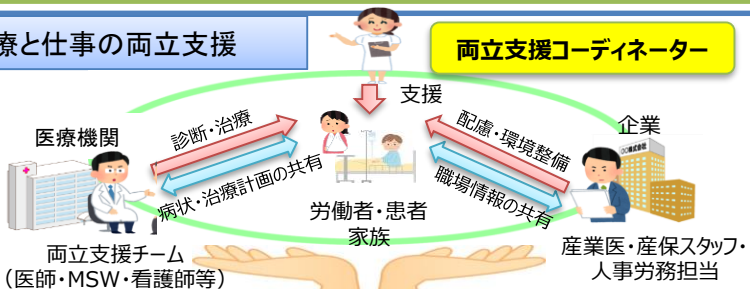 療と仕事の両立支援
両立支援コーディネーター
支援
医療機関
診断・治療
病状・治療計画の共有
配慮・環境整備
職場情報の共有
企業
○○株式会社
労働者・患者
家族
両立支援チーム
（医師・MSW・看護師等）
産業医・産保スタッフ・
人事労務担当